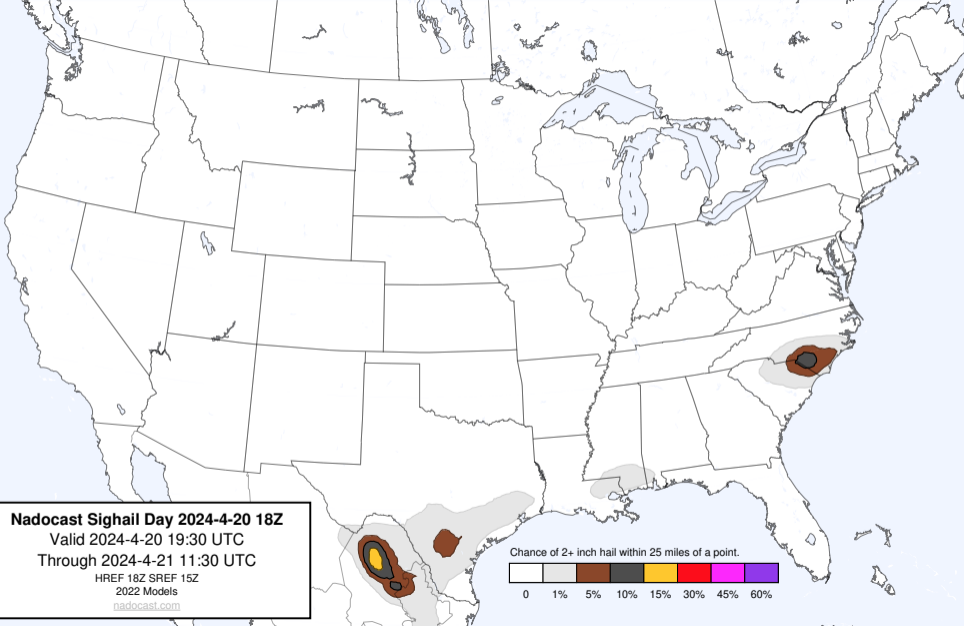 Nadocast Sighail Day 2024-4-20 18Z
Valid 2024-4-20 19:30 UTC
Through 2024-4-21 11:30 UTC
HREF 18Z SREF 15Z
2022 Models
nadocast.com
Chance of 2+ inch hail within 25 miles of a point.
0 1% 5% 10% 15% 30% 45% 60%